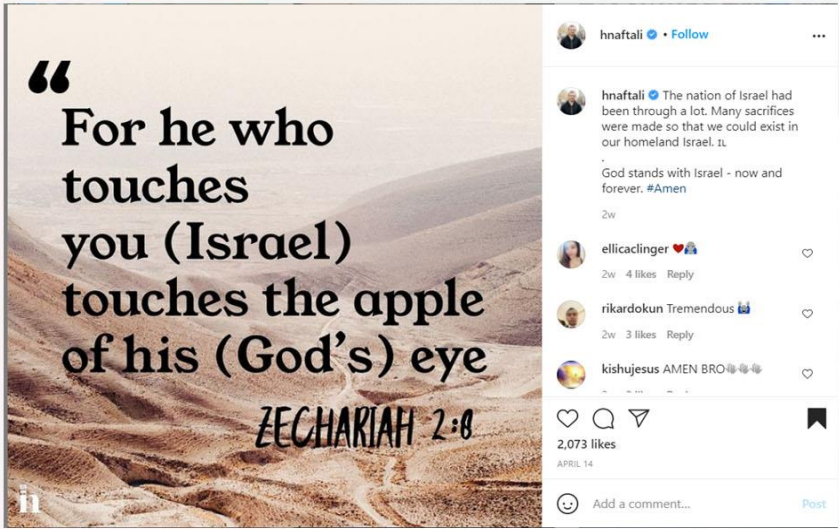 “
For he who
touches
you (Israel)
touches the apple
of his (God's) eye
ZECHARIAH 2:8
in
hnaftali • Follow
hnaftali The nation of Israel had
been through a lot. Many sacrifices
were made so that we could exist in
our homeland Israel. IL
.
God stands with Israel - now and
forever. #Amen
2w
ellicaclinger
2w 4 likes Reply
rikardokun Tremendous
2w 3 likes Reply
kishujesus AMEN BRO
2,073 likes
APRIL 14
Add a comment...
Post